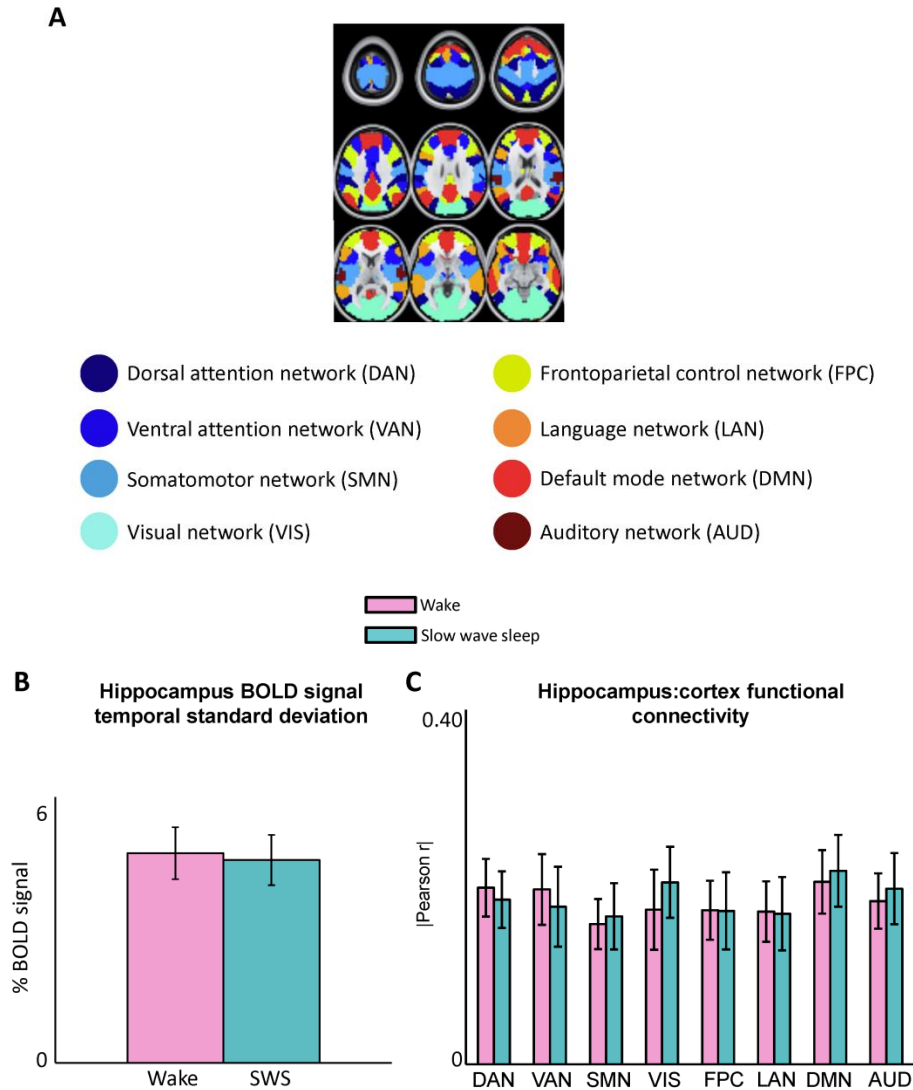 A
Dorsal attention network (DAN)
Ventral attention network (VAN)
Somatomotor network (SMN)
Visual network (VIS)
Frontoparietal control network (FPC)
Language network (LAN)
Default mode network (DMN)
Auditory network (AUD)
Wake
Slow wave sleep
B
Hippocampus BOLD signal
temporal standard deviation
6
% BOLD signal
0
Wake SWS
C
Hippocampus:cortex functional
connectivity
0.40
|Pearson r|
0
DAN VAN SMN VIS FPC LAN DMN AUD